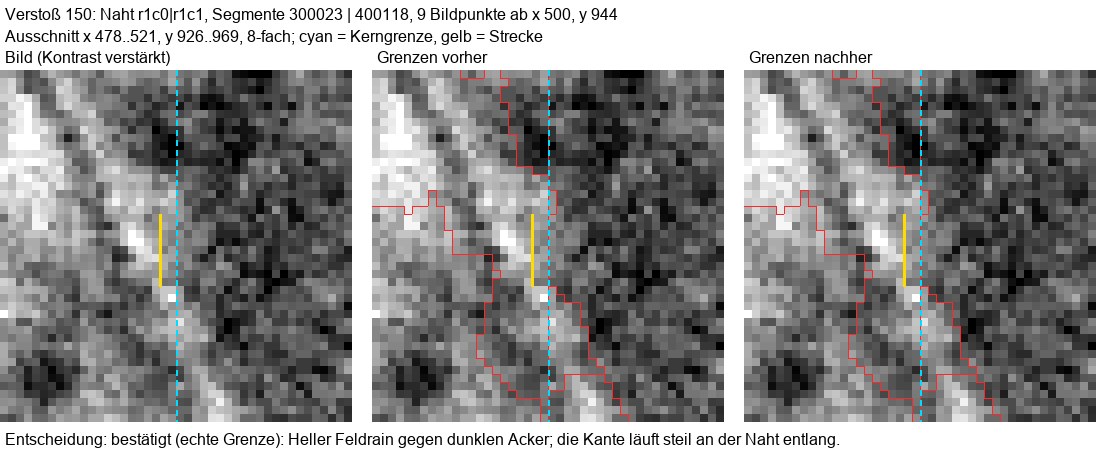 Verstoß 150: Naht r1c0|r1c1, Segmente 300023 | 400118, 9 Bildpunkte ab x 500, y 944
Ausschnitt x 478..521, y 926..969, 8-fach; cyan = Kerngrenze, gelb = Strecke
Bild (Kontrast verstärkt) Grenzen vorher Grenzen nachher
Entscheidung: bestätigt (echte Grenze): Heller Feldrain gegen dunklen Acker; die Kante läuft steil an der Naht entlang.